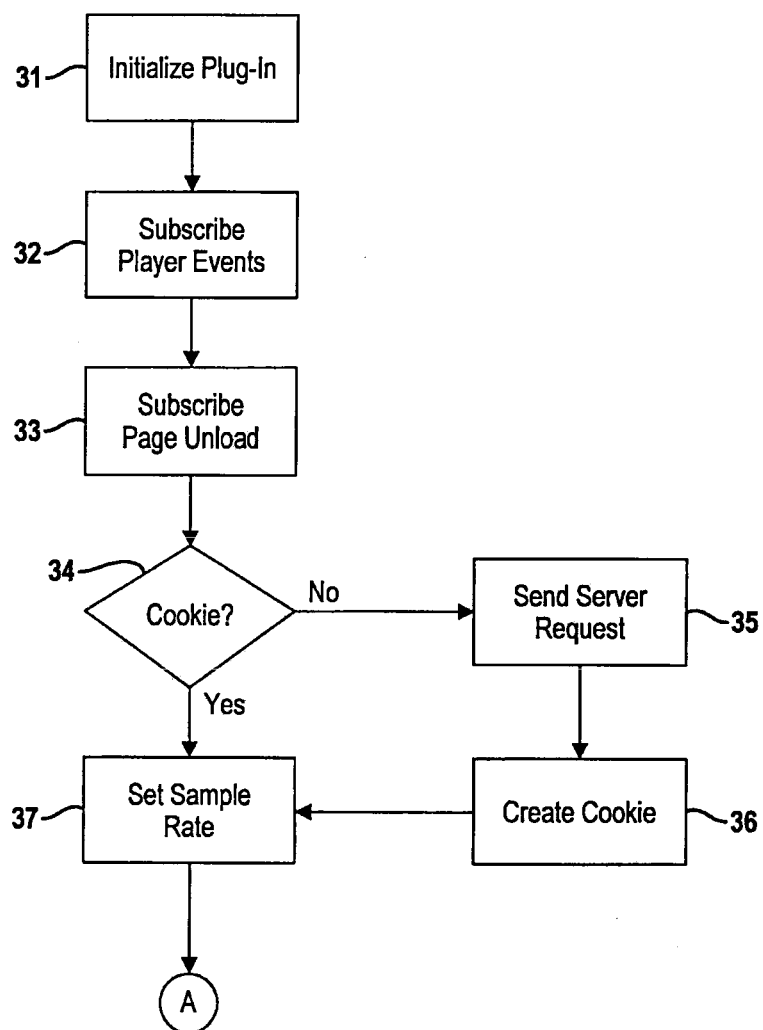 31
Initialize Plug-In
32
Subscribe
Player Events
33
Subscribe
Page Unload
34
Cookie?
No
Yes
Send Server
Request
35
37
Set Sample
Rate
Create Cookie
36
A